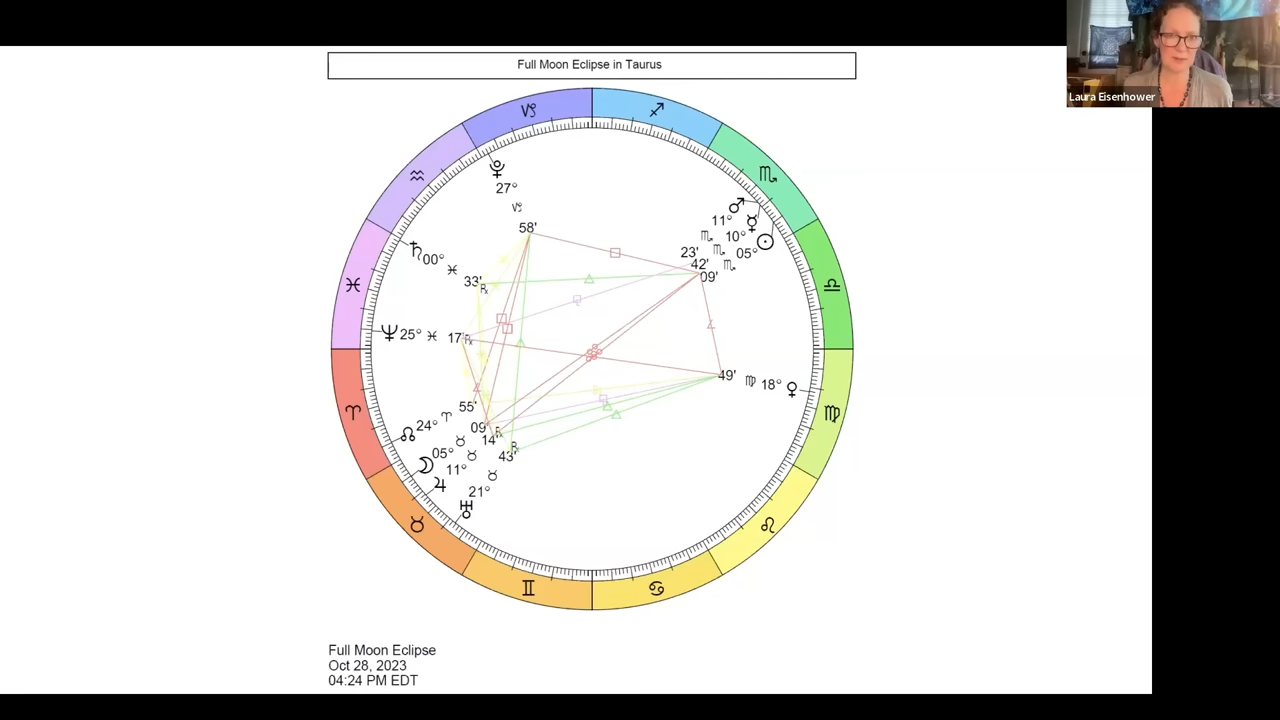 Full Moon Eclipse in Taurus
Laura Eisenhower
♑ ♐
♒ ♏
♓ ♎
♈ ♍
♉ ♌
♊ ♋
♇ 27° ♑ 58'
♂ 11° ♏ 23'
☿ 10° ♏ 42'
☉ 05° ♏ 09'
♄ 00° ♓ 33' ℞
♆ 25° ♓ 17' ℞
49' ♍ 18° ♀
☊ 24° ♈ 55'
☽ 05° ♉ 09'
♃ 11° ♉ 14' ℞
♅ 21° ♉ 43' ℞
Full Moon Eclipse
Oct 28, 2023
04:24 PM EDT